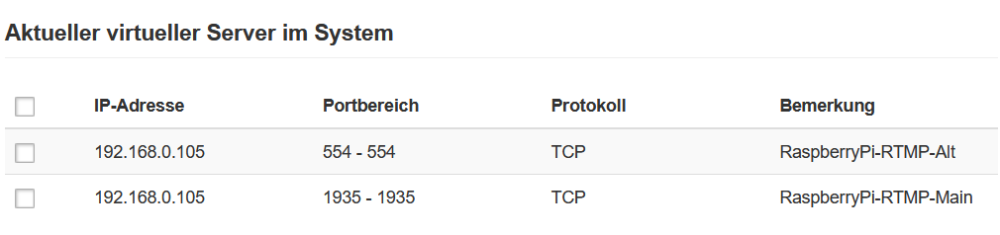 Aktueller virtueller Server im System
IP-Adresse Portbereich Protokoll Bemerkung
192.168.0.105 554 - 554 TCP RaspberryPi-RTMP-Alt
192.168.0.105 1935 - 1935 TCP RaspberryPi-RTMP-Main